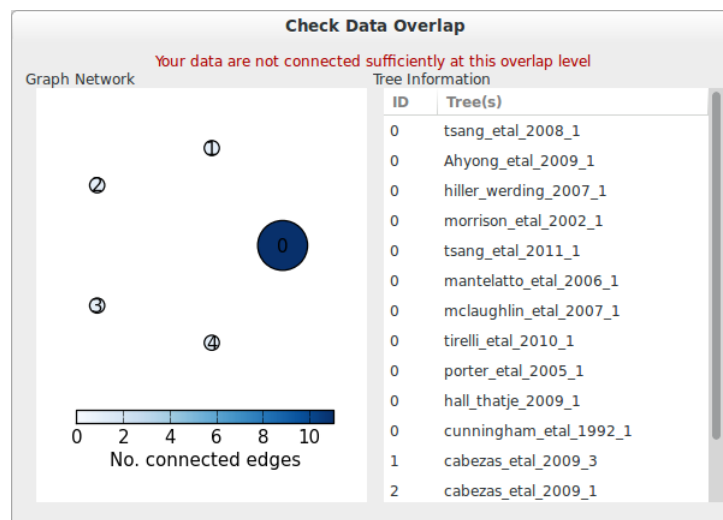 Check Data Overlap
Your data are not connected sufficiently at this overlap level
Graph Network
Tree Information
1
2
0
3
4
0 2 4 6 8 10
No. connected edges
ID Tree(s)
0 tsang_etal_2008_1
0 Ahyong_etal_2009_1
0 hiller_werding_2007_1
0 morrison_etal_2002_1
0 tsang_etal_2011_1
0 mantelatto_etal_2006_1
0 mclaughlin_etal_2007_1
0 tirelli_etal_2010_1
0 porter_etal_2005_1
0 hall_thatje_2009_1
0 cunningham_etal_1992_1
1 cabezas_etal_2009_3
2 cabezas_etal_2009_1